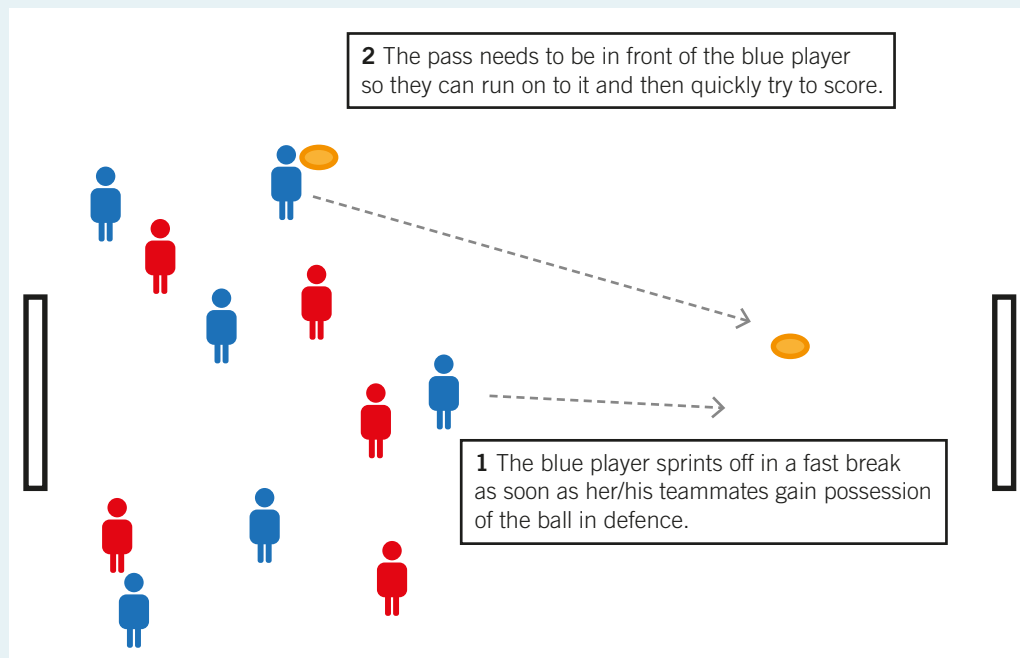 2 The pass needs to be in front of the blue player
so they can run on to it and then quickly try to score.
1 The blue player sprints off in a fast break
as soon as her/his teammates gain possession
of the ball in defence.